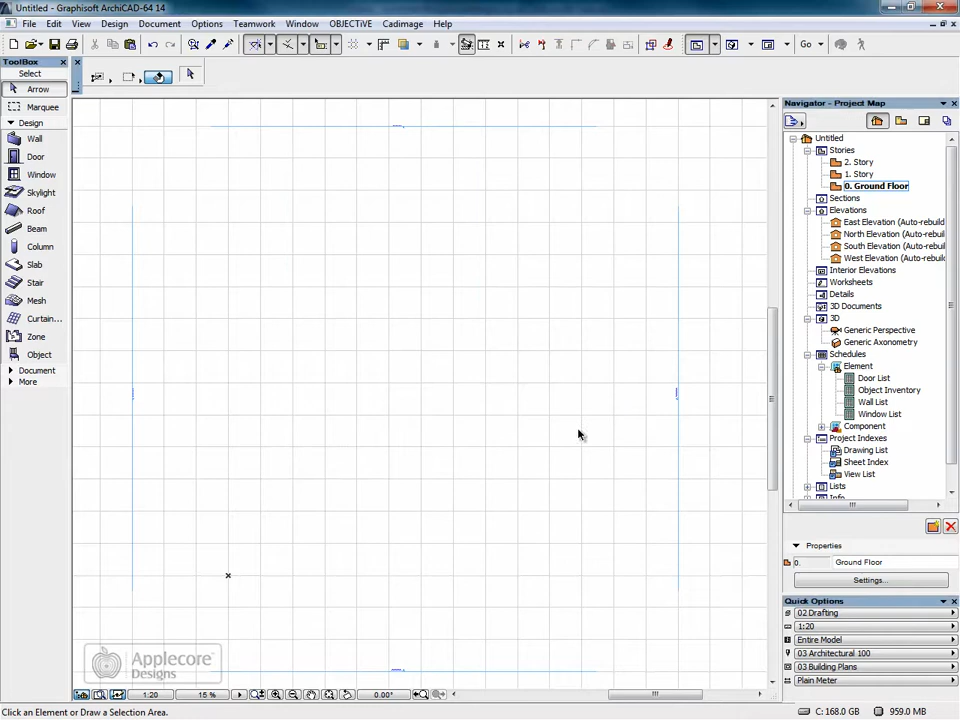 Untitled - Graphisoft ArchiCAD-64 14
File Edit View Design Document Options Teamwork Window OBJECTiVE Cadimage Help
Go
ToolBox
Select
Arrow
Marquee
Design
Wall
Door
Window
Skylight
Roof
Beam
Column
Slab
Stair
Mesh
Curtain...
Zone
Object
Document
More
Navigator - Project Map
Untitled
Stories
2. Story
1. Story
0. Ground Floor
Sections
Elevations
East Elevation (Auto-rebuil
North Elevation (Auto-rebu
South Elevation (Auto-rebu
West Elevation (Auto-rebuil
Interior Elevations
Worksheets
Details
3D Documents
3D
Generic Perspective
Generic Axonometry
Schedules
Element
Door List
Object Inventory
Wall List
Window List
Component
Project Indexes
Drawing List
Sheet Index
View List
Lists
Info
Properties
0. Ground Floor
Settings...
Quick Options
02 Drafting
1:20
Entire Model
03 Architectural 100
03 Building Plans
Plain Meter
Applecore
Designs
1:20 15 % 0.00°
Click an Element or Draw a Selection Area.
C: 168.0 GB 959.0 MB